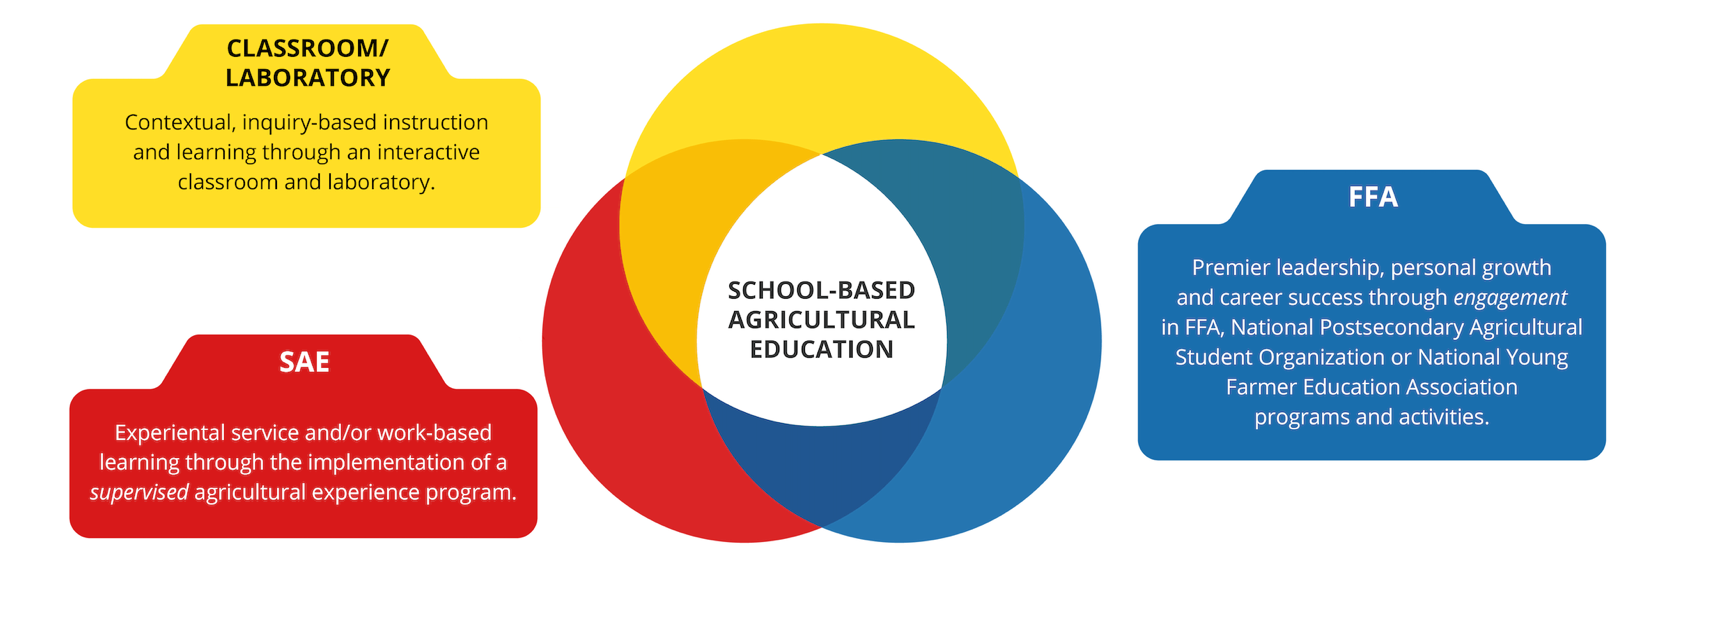 CLASSROOM/
LABORATORY
Contextual, inquiry-based instruction
and learning through an interactive
classroom and laboratory.
SAE
Experiental service and/or work-based
learning through the implementation of a
supervised agricultural experience program.
SCHOOL-BASED
AGRICULTURAL
EDUCATION
FFA
Premier leadership, personal growth
and career success through engagement
in FFA, National Postsecondary Agricultural
Student Organization or National Young
Farmer Education Association
programs and activities.